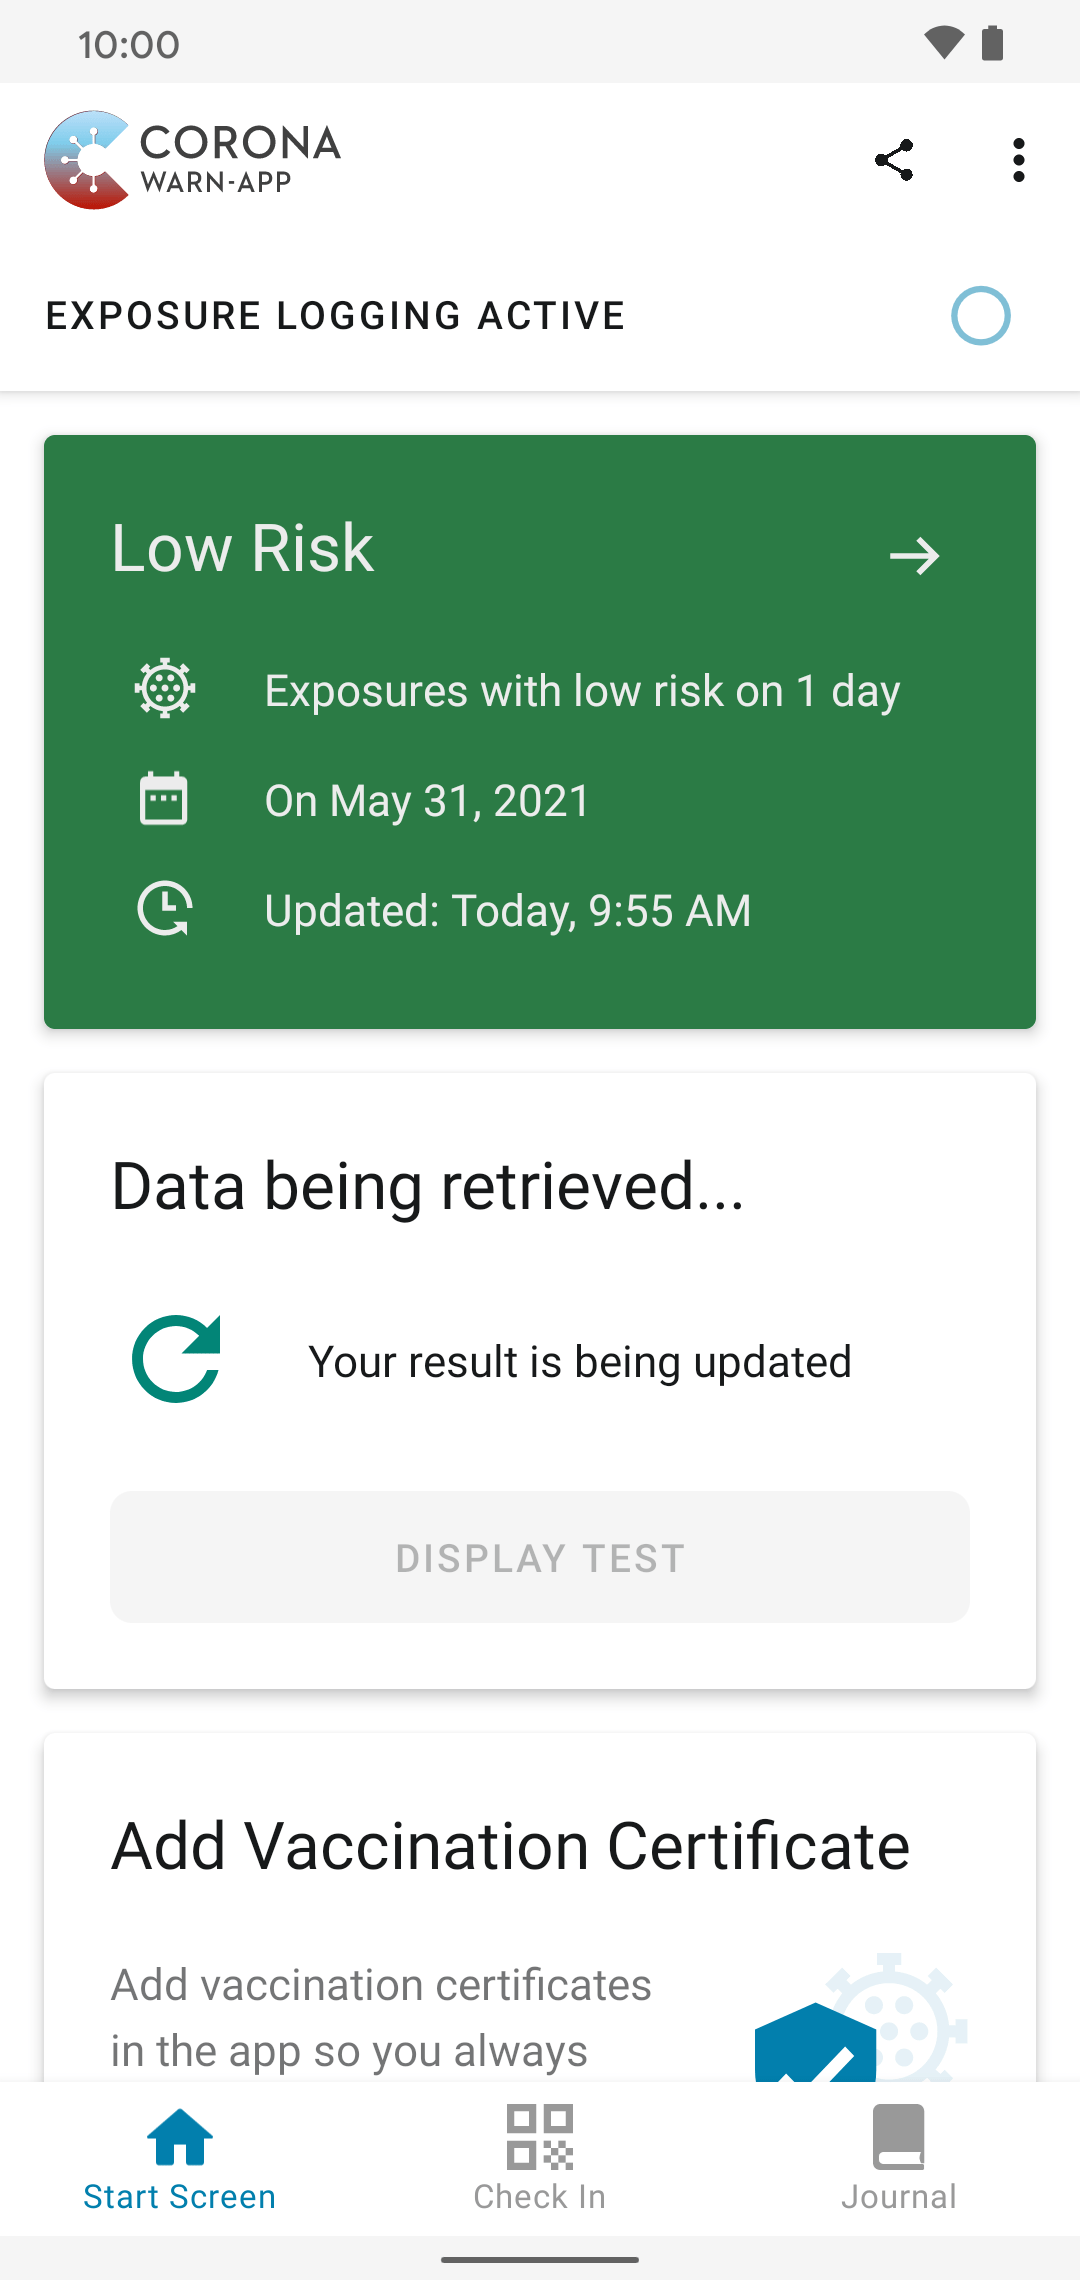 10:00
CORONA
WARN-APP
EXPOSURE LOGGING ACTIVE
Low Risk
Exposures with low risk on 1 day
On May 31, 2021
Updated: Today, 9:55 AM
Data being retrieved...
Your result is being updated
DISPLAY TEST
Add Vaccination Certificate
Add vaccination certificates
in the app so you always
Start Screen
Check In
Journal